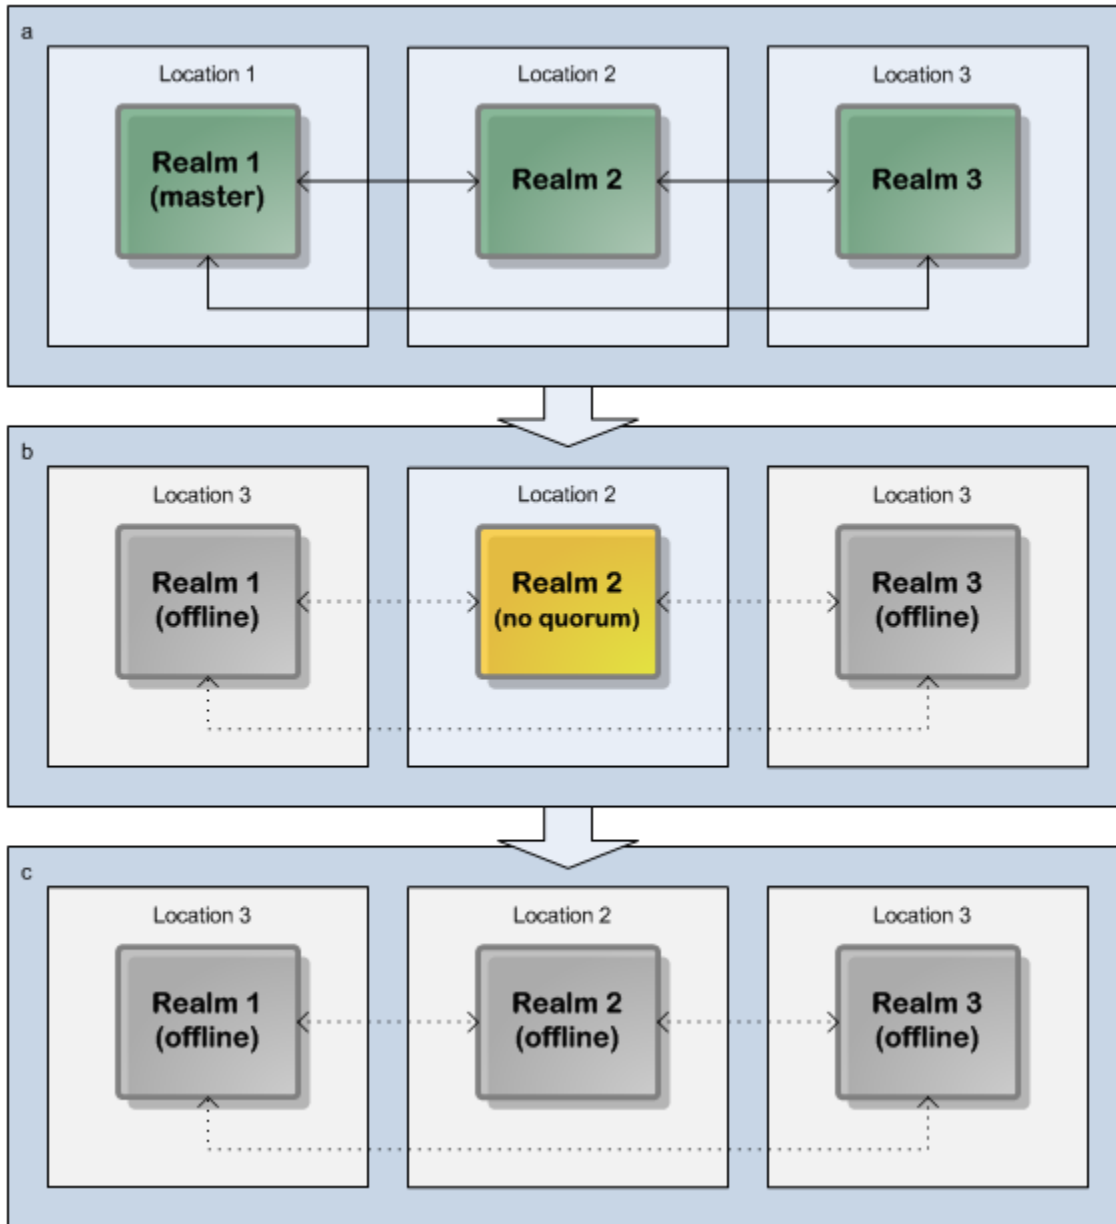 a
Location 1
Location 2
Location 3
Realm 1
(master)
Realm 2
Realm 3
b
Location 3
Location 2
Location 3
Realm 1
(offline)
Realm 2
(no quorum)
Realm 3
(offline)
c
Location 3
Location 2
Location 3
Realm 1
(offline)
Realm 2
(offline)
Realm 3
(offline)